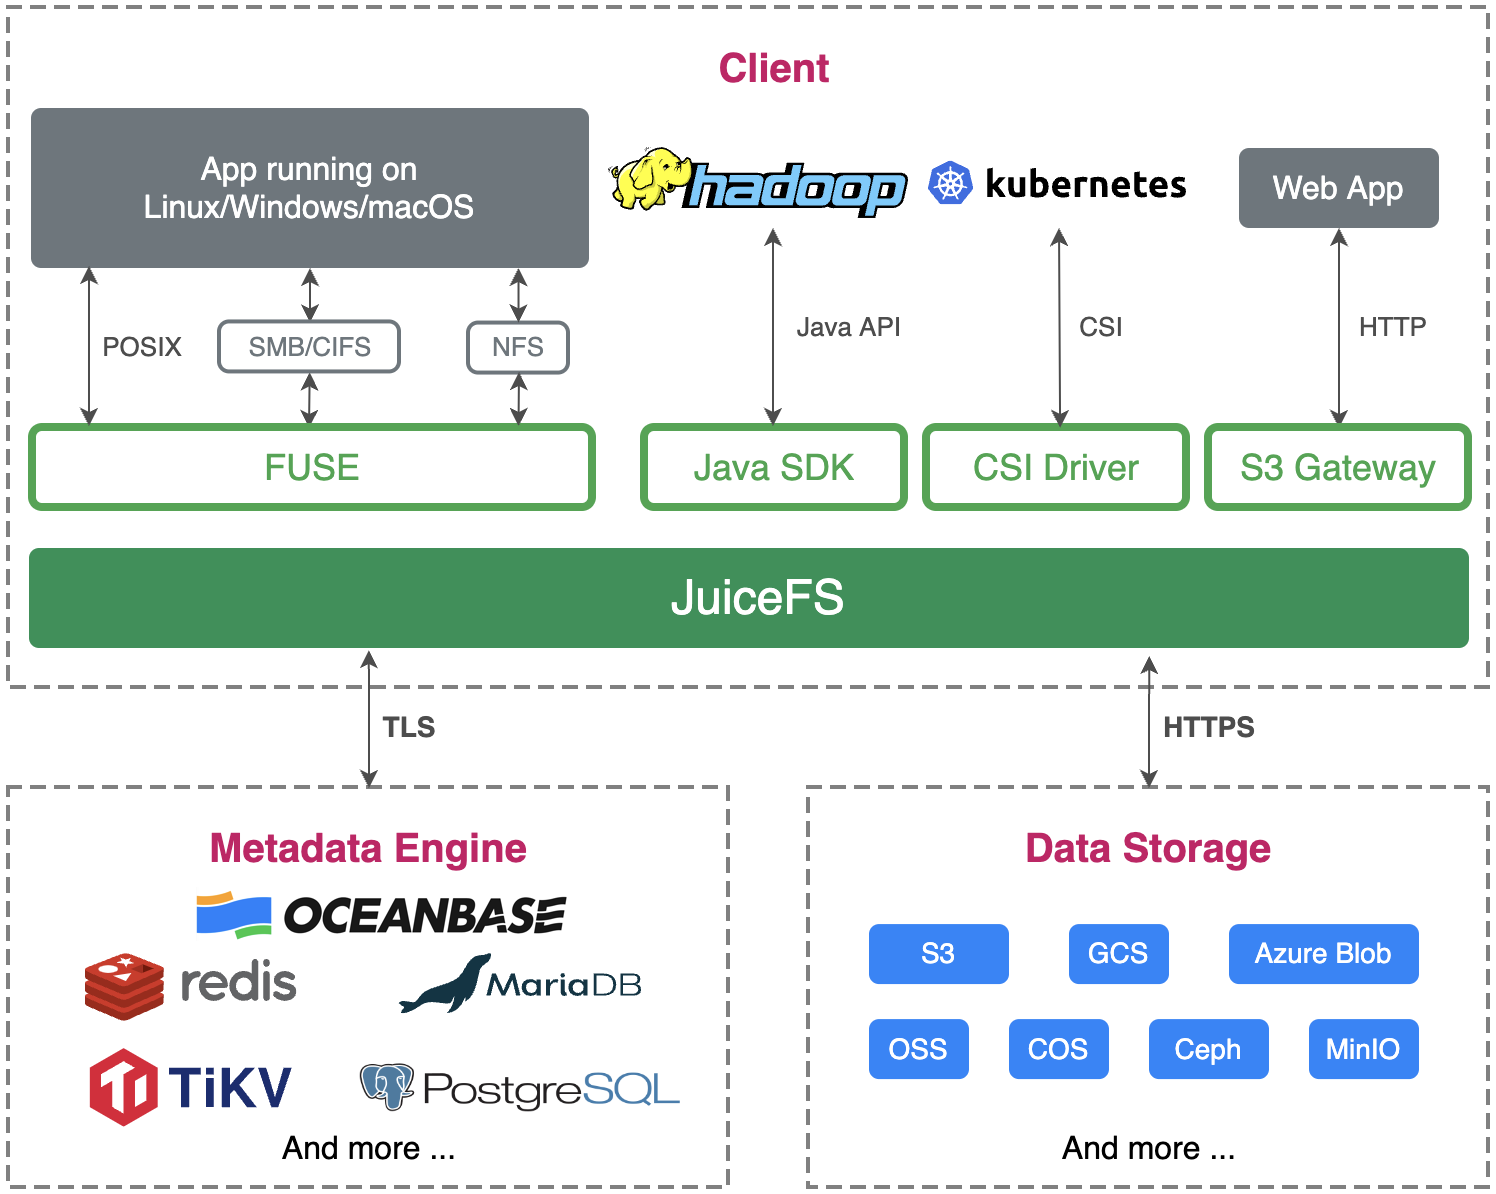 Client
App running on
Linux/Windows/macOS
hadoop
kubernetes
Web App
POSIX
SMB/CIFS
NFS
Java API
CSI
HTTP
FUSE
Java SDK
CSI Driver
S3 Gateway
JuiceFS
TLS
HTTPS
Metadata Engine
OCEANBASE
redis
MariaDB
TiKV
PostgreSQL
And more ...
Data Storage
S3
GCS
Azure Blob
OSS
COS
Ceph
MinIO
And more ...